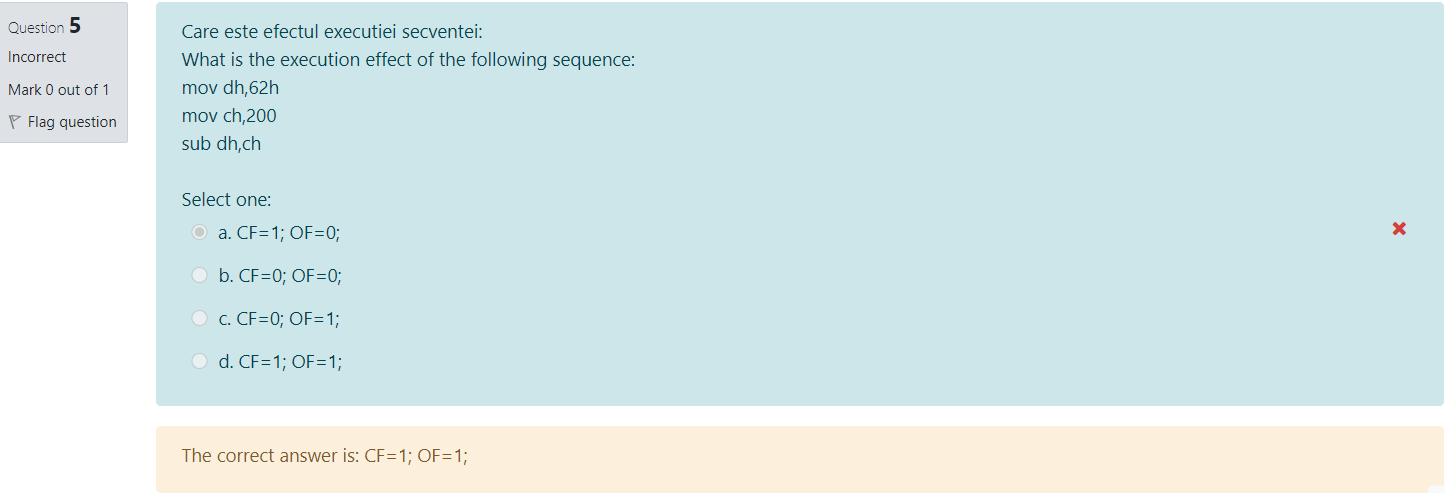 Question 5
Incorrect
Mark 0 out of 1
Flag question
Care este efectul executiei secventei:
What is the execution effect of the following sequence:
mov dh,62h
mov ch,200
sub dh,ch
Select one:
a. CF=1; OF=0;
b. CF=0; OF=0;
c. CF=0; OF=1;
d. CF=1; OF=1;
The correct answer is: CF=1; OF=1;